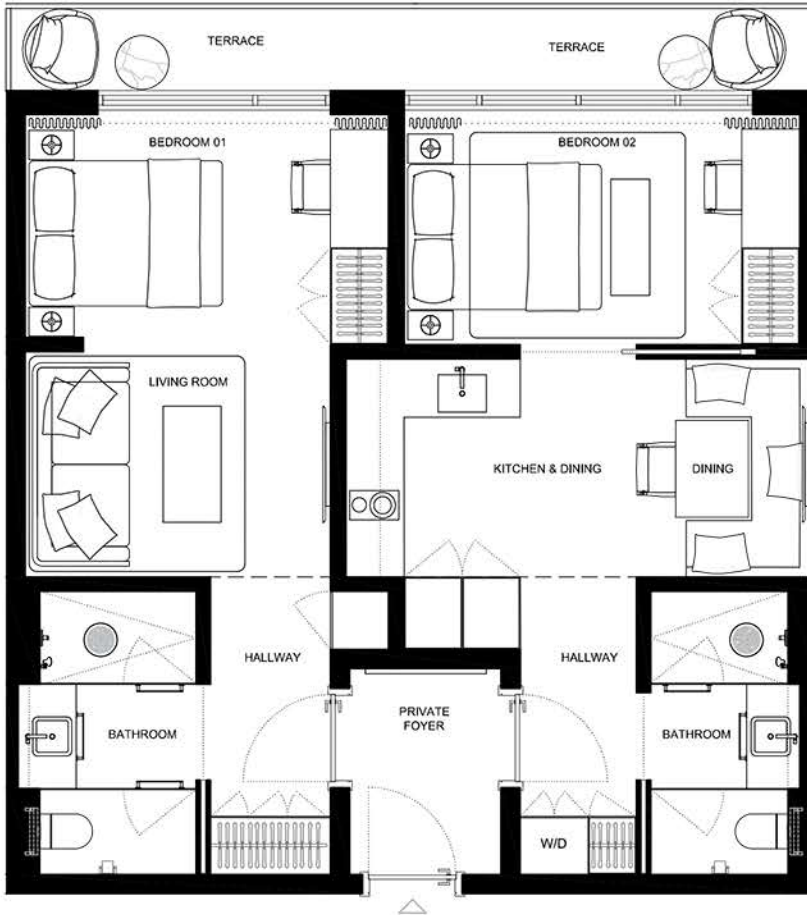 TERRACE
TERRACE
BEDROOM 01
BEDROOM 02
LIVING ROOM
KITCHEN & DINING
DINING
HALLWAY
HALLWAY
PRIVATE
FOYER
BATHROOM
BATHROOM
W/D